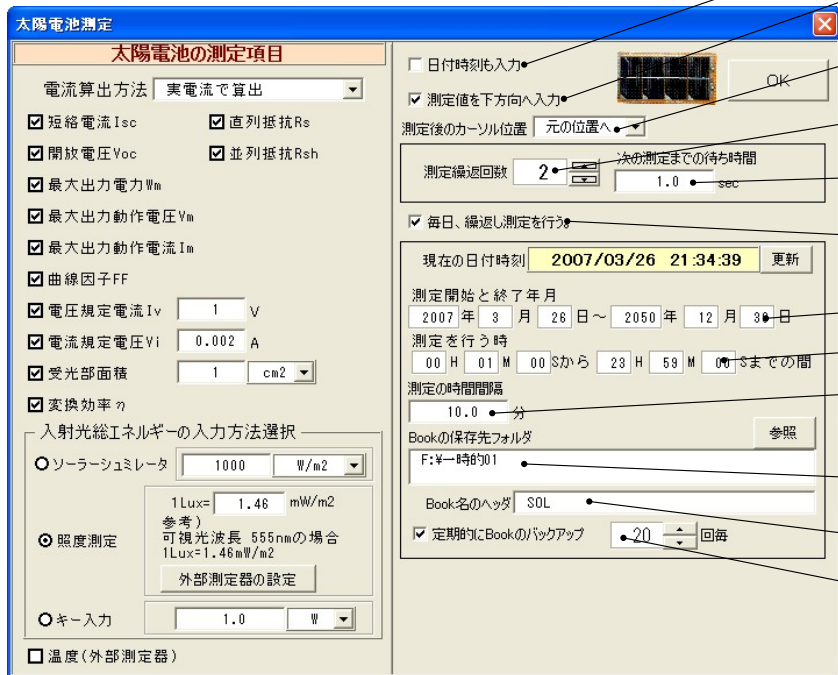 太陽電池測定
太陽電池の測定項目
電流算出方法 実電流で算出
短絡電流Isc 直列抵抗Rs
開放電圧Voc 並列抵抗Rsh
最大出力電力Wm
最大出力動作電圧Vm
最大出力動作電流Im
曲線因子FF
電圧規定電流Iv 1 V
電流規定電圧Vi 0.002 A
受光部面積 1 cm2
変換効率η
入射光総エネルギーの入力方法選択
ソーラーシュミレータ 1000 W/m2
1Lux= 1.46 mW/m2
参考)
可視光波長 555nmの場合
照度測定
1Lux=1.46mW/m2
外部測定器の設定
キー入力 1.0 W
温度(外部測定器)
日付時刻も入力
OK
測定値を下方向へ入力
測定後のカーソル位置 元の位置へ
測定繰返回数 2
次の測定までの待ち時間
1.0 sec
毎日、繰返し測定を行う。
現在の日付時刻 2007/03/26 21:34:39 更新
測定開始と終了年月
2007 年 3 月 26 日～ 2050 年 12 月 30 日
測定を行う時
00 H 01 M 00 Sから 23 H 59 M 00 Sまでの間
測定の時間間隔
10.0 分
Bookの保存先フォルダ 参照
F:¥一時的01
Book名のヘッダ SOL
定期的にBookのバックアップ 20 回毎